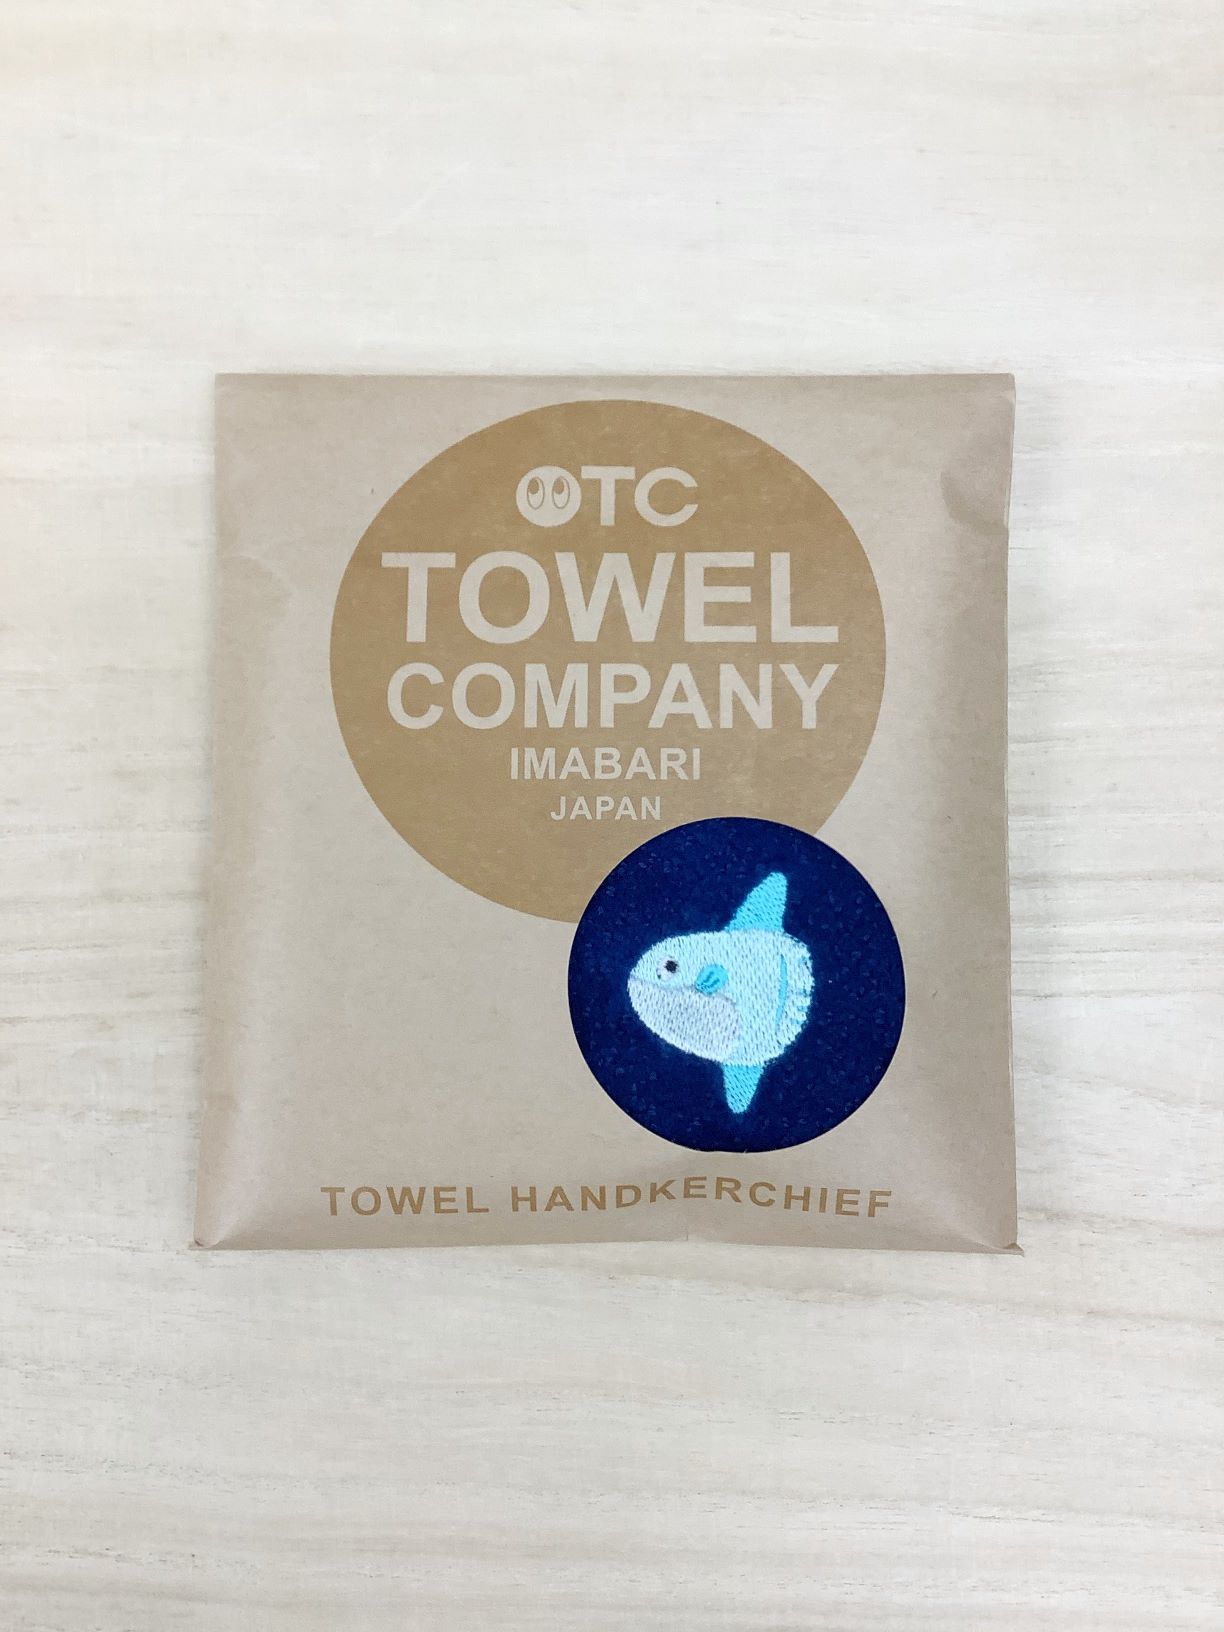 OTC
TOWEL
COMPANY
IMABARI
JAPAN
TOWEL HANDKERCHIEF